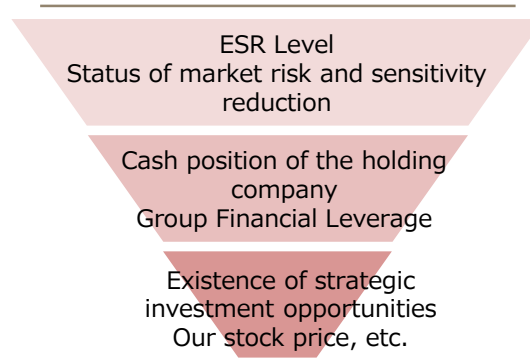 ESR Level
Status of market risk and sensitivity
reduction
Cash position of the holding
company
Group Financial Leverage
Existence of strategic
investment opportunities
Our stock price, etc.